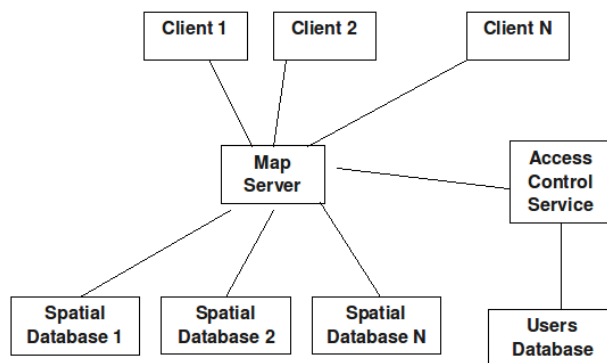 Client 1
Client 2
Client N
Map
Server
Access
Control
Service
Spatial
Database 1
Spatial
Database 2
Spatial
Database N
Users
Database